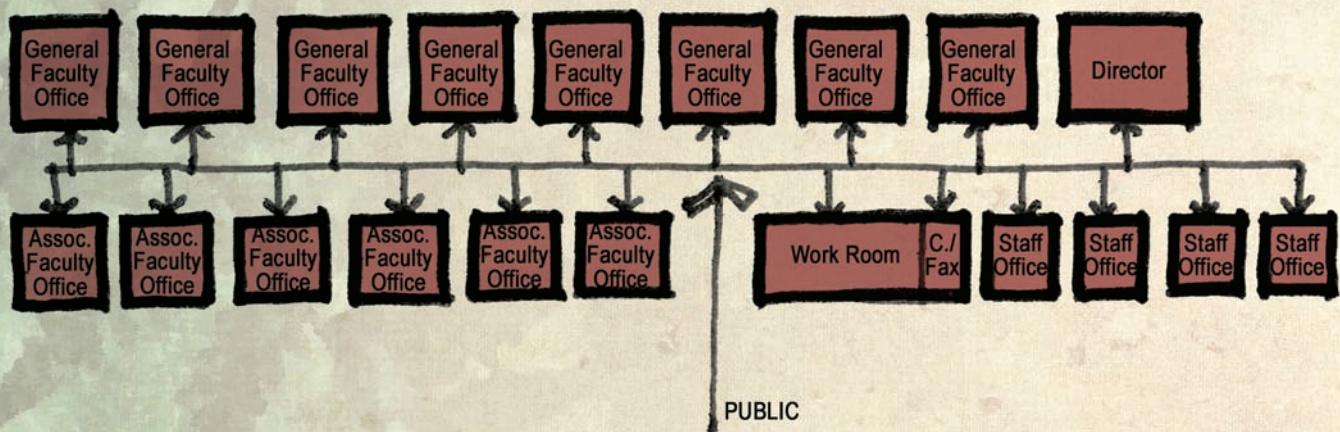 General
Faculty
Office
General
Faculty
Office
General
Faculty
Office
General
Faculty
Office
General
Faculty
Office
General
Faculty
Office
General
Faculty
Office
General
Faculty
Office
Director
Assoc.
Faculty
Office
Assoc.
Faculty
Office
Assoc.
Faculty
Office
Assoc.
Faculty
Office
Assoc.
Faculty
Office
Assoc.
Faculty
Office
Work Room
C./
Fax
Staff
Office
Staff
Office
Staff
Office
Staff
Office
PUBLIC